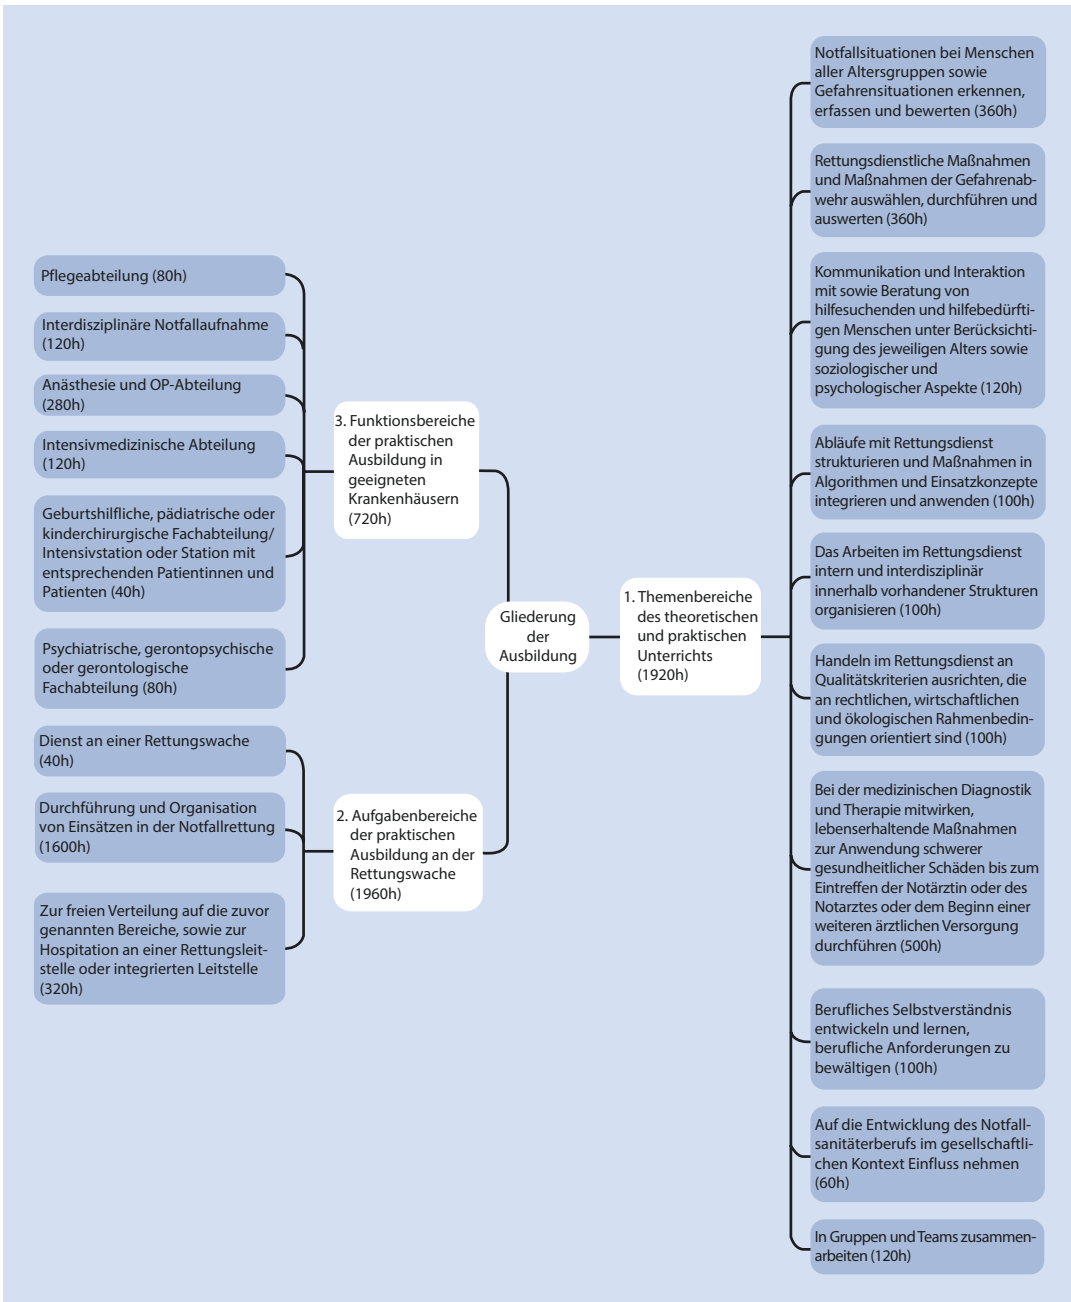 Gliederung
der
Ausbildung
1. Themenbereiche
des theoretischen
und praktischen
Unterrichts
(1920h)
Notfallsituationen bei Menschen
aller Altersgruppen sowie
Gefahrensituationen erkennen,
erfassen und bewerten (360h)
Rettungsdienstliche Maßnahmen
und Maßnahmen der Gefahrenab-
wehr auswählen, durchführen und
auswerten (360h)
Kommunikation und Interaktion
mit sowie Beratung von
hilfesuchenden und hilfebedürfti-
gen Menschen unter Berücksichti-
gung des jeweiligen Alters sowie
soziologischer und
psychologischer Aspekte (120h)
Abläufe mit Rettungsdienst
strukturieren und Maßnahmen in
Algorithmen und Einsatzkonzepte
integrieren und anwenden (100h)
Das Arbeiten im Rettungsdienst
intern und interdisziplinär
innerhalb vorhandener Strukturen
organisieren (100h)
Handeln im Rettungsdienst an
Qualitätskriterien ausrichten, die
an rechtlichen, wirtschaftlichen
und ökologischen Rahmenbedin-
gungen orientiert sind (100h)
Bei der medizinischen Diagnostik
und Therapie mitwirken,
lebenserhaltende Maßnahmen
zur Anwendung schwerer
gesundheitlicher Schäden bis zum
Eintreffen der Notärztin oder des
Notarztes oder dem Beginn einer
weiteren ärztlichen Versorgung
durchführen (500h)
Berufliches Selbstverständnis
entwickeln und lernen,
berufliche Anforderungen zu
bewältigen (100h)
Auf die Entwicklung des Notfall-
sanitäterberufs im gesellschaftli-
chen Kontext Einfluss nehmen
(60h)
In Gruppen und Teams zusammen-
arbeiten (120h)
2. Aufgabenbereiche
der praktischen
Ausbildung an der
Rettungswache
(1960h)
Dienst an einer Rettungswache
(40h)
Durchführung und Organisation
von Einsätzen in der Notfallrettung
(1600h)
Zur freien Verteilung auf die zuvor
genannten Bereiche, sowie zur
Hospitation an einer Rettungsleit-
stelle oder integrierten Leitstelle
(320h)
3. Funktionsbereiche
der praktischen
Ausbildung in
geeigneten
Krankenhäusern
(720h)
Pflegeabteilung (80h)
Interdisziplinäre Notfallaufnahme
(120h)
Anästhesie und OP-Abteilung
(280h)
Intensivmedizinische Abteilung
(120h)
Geburtshilfliche, pädiatrische oder
kinderchirurgische Fachabteilung/
Intensivstation oder Station mit
entsprechenden Patientinnen und
Patienten (40h)
Psychiatrische, gerontopsychische
oder gerontologische
Fachabteilung (80h)